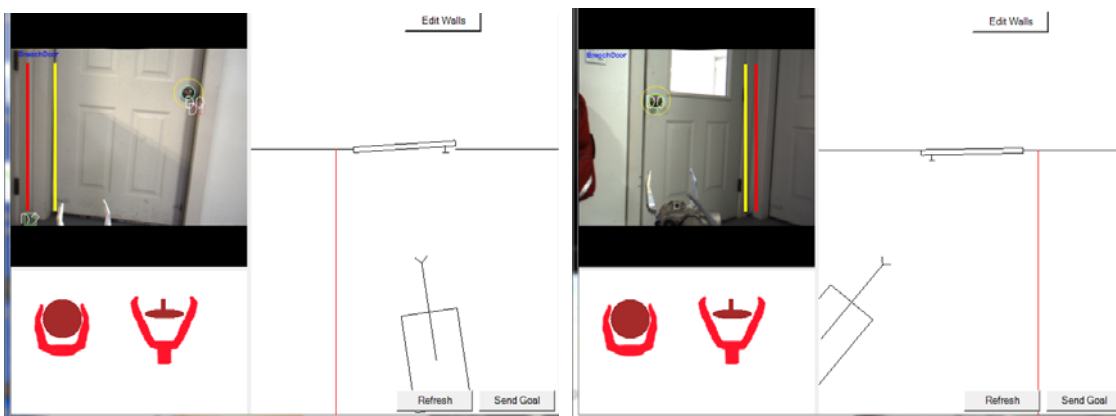 Edit Walls
BreachDoor
Refresh
Send Goal
Edit Walls
BreachDoor
Refresh
Send Goal